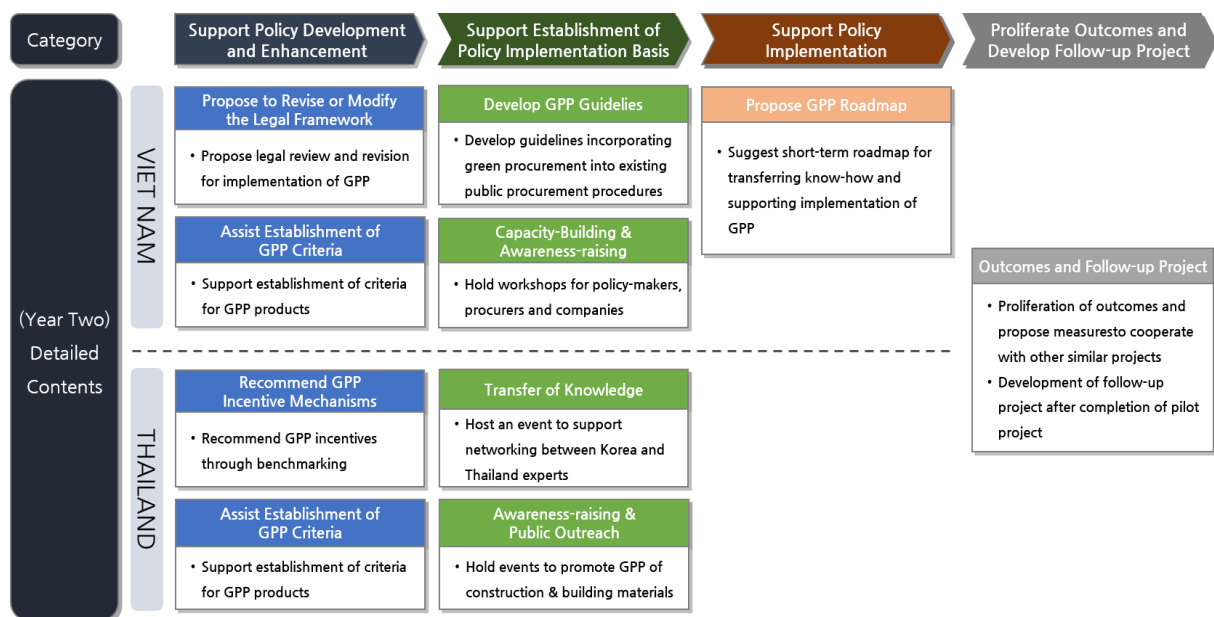 Category
Support Policy Development
and Enhancement
Support Establishment of
Policy Implementation Basis
Support Policy
Implementation
Proliferate Outcomes and
Develop Follow-up Project
(Year Two)
Detailed
Contents
VIET NAM
Propose to Revise or Modify
the Legal Framework
• Propose legal review and revision
for implementation of GPP
Assist Establishment of
GPP Criteria
• Support establishment of criteria
for GPP products
Develop GPP Guidelies
• Develop guidelines incorporating
green procurement into existing
public procurement procedures
Capacity-Building &
Awareness-raising
• Hold workshops for policy-makers,
procurers and companies
Propose GPP Roadmap
• Suggest short-term roadmap for
transferring know-how and
supporting implementation of
GPP
THAILAND
Recommend GPP
Incentive Mechanisms
• Recommend GPP incentives
through benchmarking
Assist Establishment of
GPP Criteria
• Support establishment of criteria
for GPP products
Transfer of Knowledge
• Host an event to support
networking between Korea and
Thailand experts
Awareness-raising &
Public Outreach
• Hold events to promote GPP of
construction & building materials
Outcomes and Follow-up Project
• Proliferation of outcomes and
propose measuresto cooperate
with other similar projects
• Development of follow-up
project after completion of pilot
project